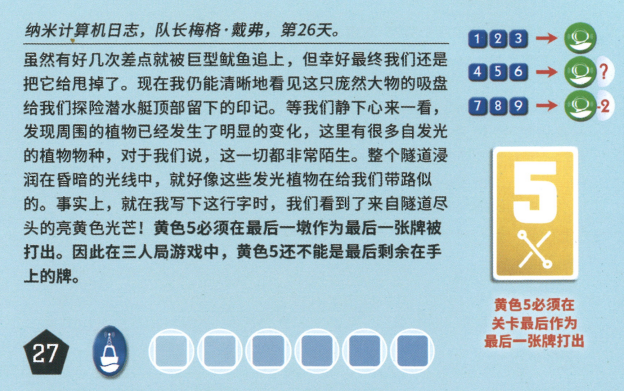 纳米计算机日志，队长梅格·戴弗，第26天。
虽然有好几次差点就被巨型鱿鱼追上，但幸好最终我们还是
把它给甩掉了。现在我仍能清晰地看见这只庞然大物的吸盘
给我们探险潜水艇顶部留下的印记。等我们静下心来一看，
发现周围的植物已经发生了明显的变化，这里有很多自发光
的植物物种，对于我们说，这一切都非常陌生。整个隧道浸
润在昏暗的光线中，就好像这些发光植物在给我们带路似
的。事实上，就在我写下这行字时，我们看到了来自隧道尽
头的亮黄色光芒！黄色5必须在最后一墩作为最后一张牌被
打出。因此在三人局游戏中，黄色5还不能是最后剩余在手
上的牌。
1 2 3
4 5 6 ?
7 8 9 -2
5
黄色5必须在
关卡最后作为
最后一张牌打出
27